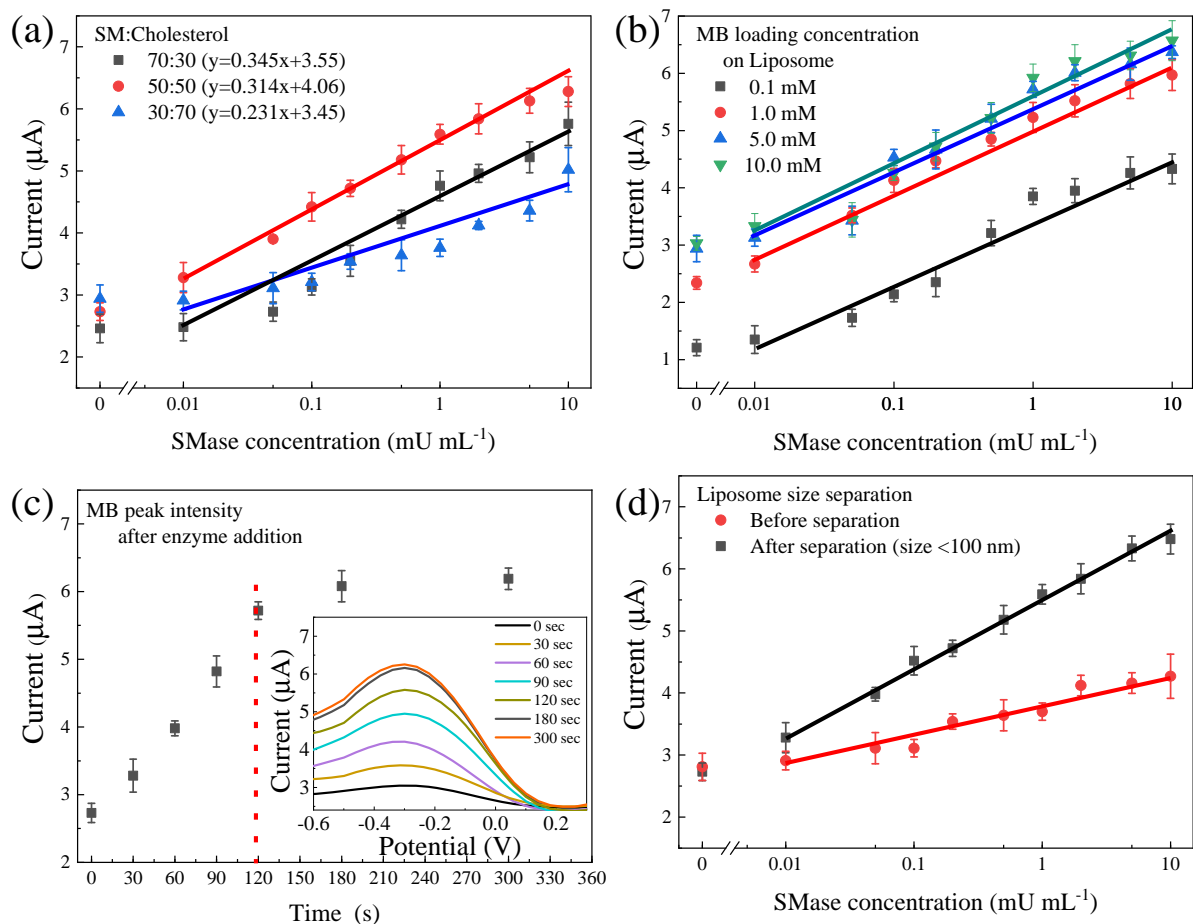 (a)
SM:Cholesterol
70:30 (y=0.345x+3.55)
50:50 (y=0.314x+4.06)
30:70 (y=0.231x+3.45)
7
6
5
4
3
2
Current (μA)
0 0.01 0.1 1 10
SMase concentration (mU mL⁻¹)
(b)
MB loading concentration
on Liposome
0.1 mM
1.0 mM
5.0 mM
10.0 mM
7
6
5
4
3
2
1
Current (μA)
0 0.01 0.1 1 10
SMase concentration (mU mL⁻¹)
(c)
MB peak intensity
after enzyme addition
7
6
5
4
3
2
Current (μA)
0 30 60 90 120 150 180 210 240 270 300 330 360
Time (s)
0 sec
30 sec
60 sec
90 sec
120 sec
180 sec
300 sec
7
6
5
4
3
Current (μA)
-0.6 -0.4 -0.2 0.0 0.2
Potential (V)
(d)
Liposome size separation
Before separation
After separation (size <100 nm)
7
6
5
4
3
2
Current (μA)
0 0.01 0.1 1 10
SMase concentration (mU mL⁻¹)